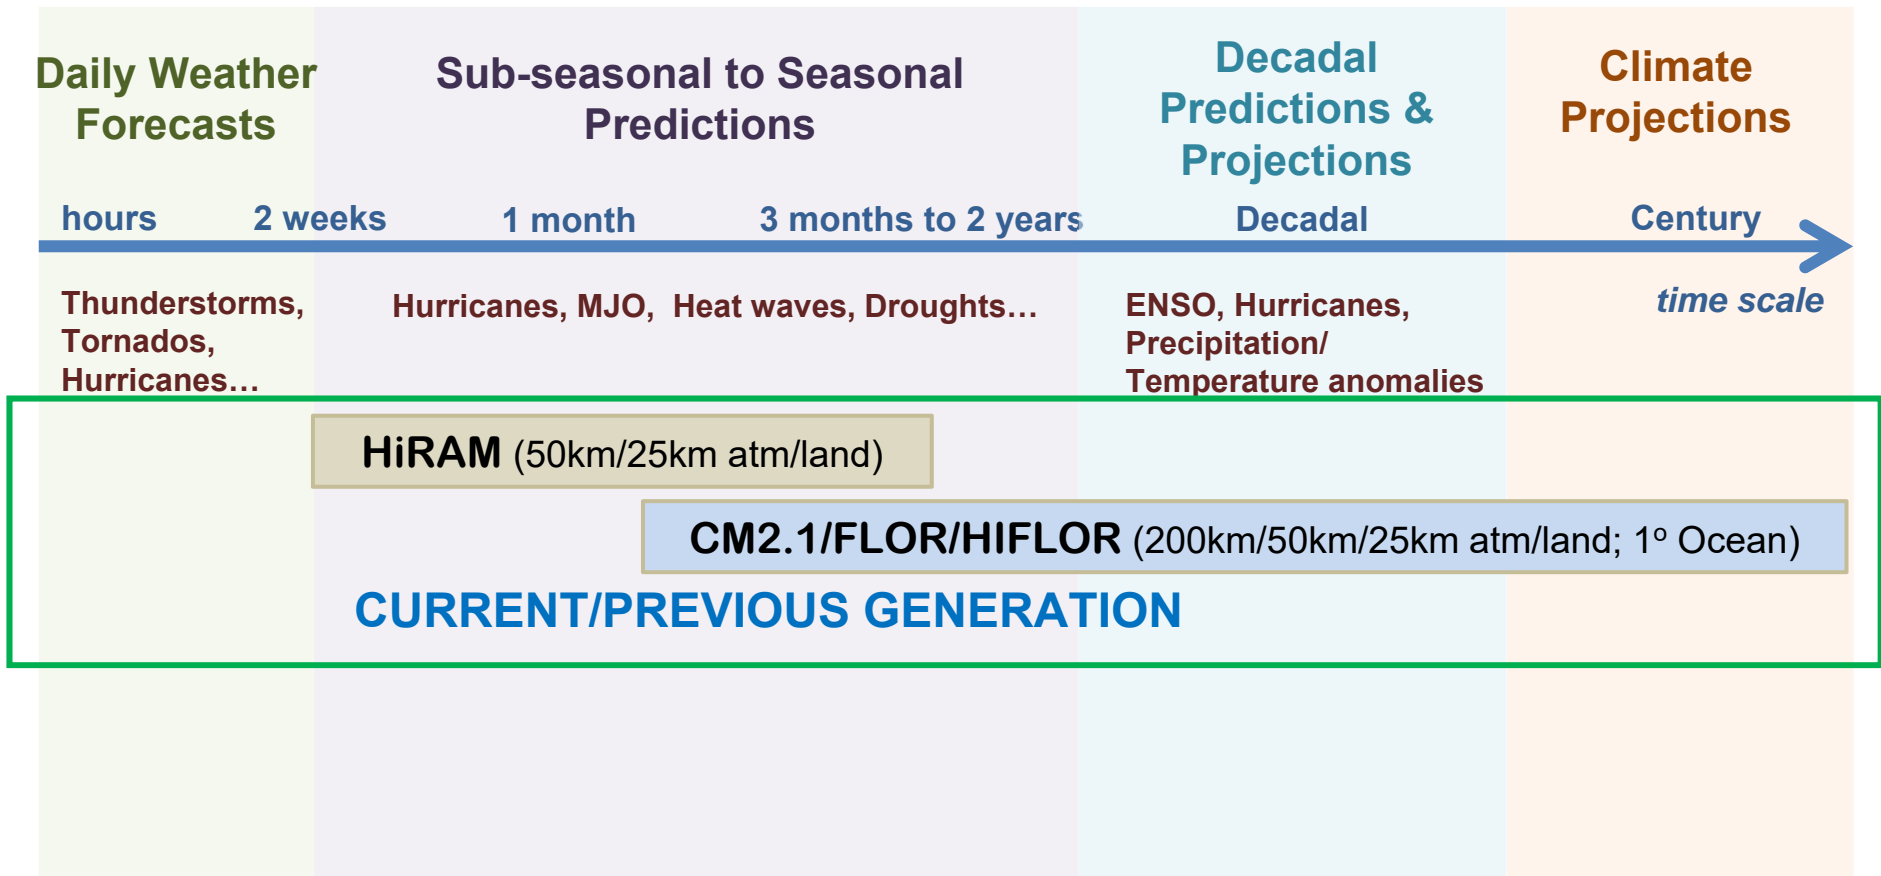 Daily Weather
Forecasts
Sub-seasonal to Seasonal
Predictions
Decadal
Predictions &
Projections
Climate
Projections
hours
2 weeks
1 month
3 months to 2 years
Decadal
Century
time scale
Thunderstorms,
Tornados,
Hurricanes…
Hurricanes, MJO, Heat waves, Droughts…
ENSO, Hurricanes,
Precipitation/
Temperature anomalies
HiRAM (50km/25km atm/land)
CM2.1/FLOR/HIFLOR (200km/50km/25km atm/land; 1º Ocean)
CURRENT/PREVIOUS GENERATION